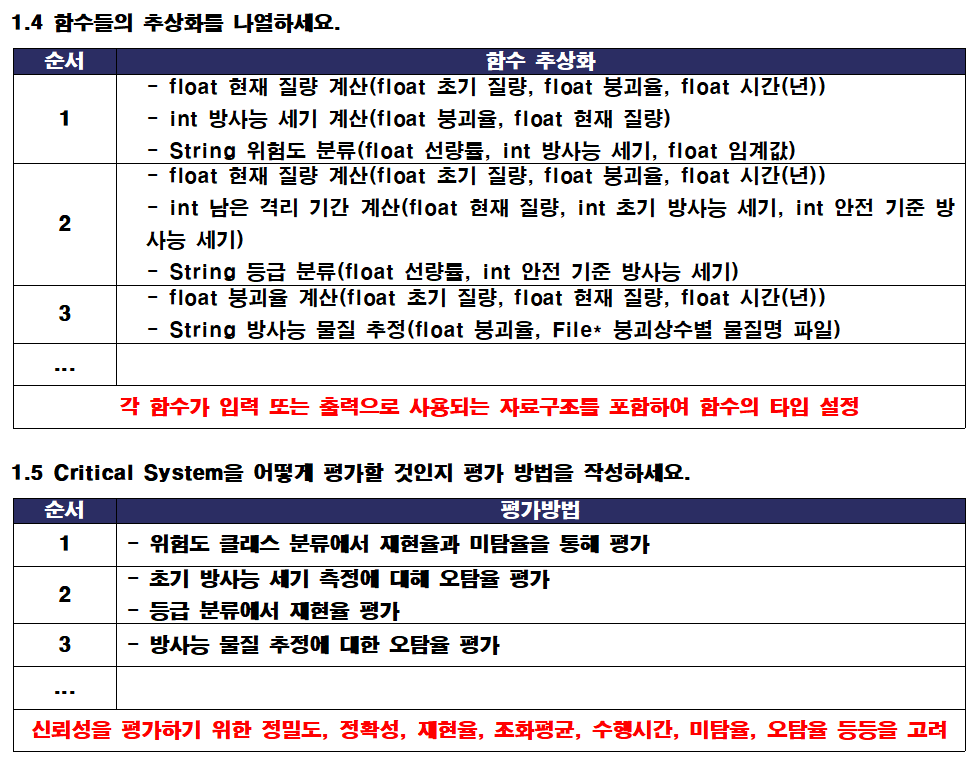 1.4 함수들의 추상화를 나열하세요.
순서 함수 추상화
1
- float 현재 질량 계산(float 초기 질량, float 붕괴율, float 시간(년))
- int 방사능 세기 계산(float 붕괴율, float 현재 질량)
- String 위험도 분류(float 선량률, int 방사능 세기, float 임계값)
2
- float 현재 질량 계산(float 초기 질량, float 붕괴율, float 시간(년))
- int 남은 격리 기간 계산(float 현재 질량, int 초기 방사능 세기, int 안전 기준 방
사능 세기)
- String 등급 분류(float 선량률, int 안전 기준 방사능 세기)
3
- float 붕괴율 계산(float 초기 질량, float 현재 질량, float 시간(년))
- String 방사능 물질 추정(float 붕괴율, File* 붕괴상수별 물질명 파일)
...
각 함수가 입력 또는 출력으로 사용되는 자료구조를 포함하여 함수의 타입 설정
1.5 Critical System을 어떻게 평가할 것인지 평가 방법을 작성하세요.
순서 평가방법
1
- 위험도 클래스 분류에서 재현율과 미탐율을 통해 평가
2
- 초기 방사능 세기 측정에 대해 오탐율 평가
- 등급 분류에서 재현율 평가
3
- 방사능 물질 추정에 대한 오탐율 평가
...
신뢰성을 평가하기 위한 정밀도, 정확성, 재현율, 조화평균, 수행시간, 미탐율, 오탐율 등등을 고려